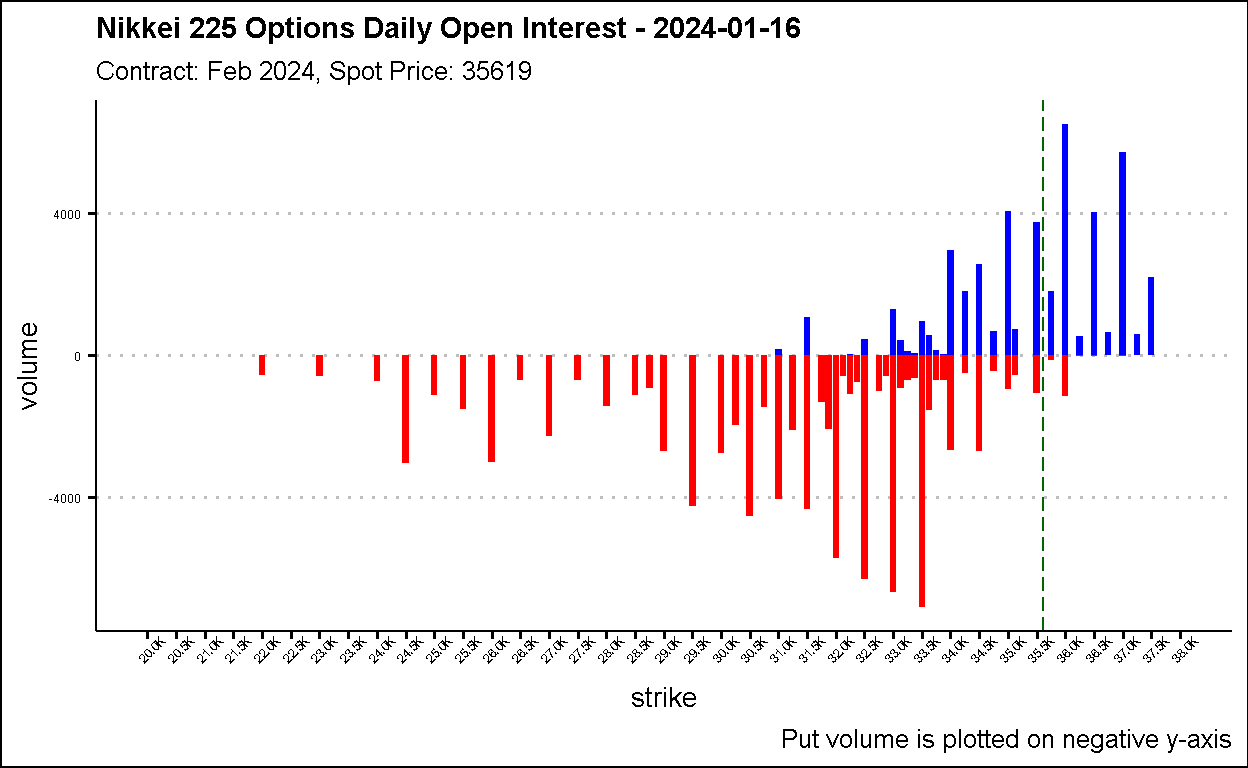 Nikkei 225 Options Daily Open Interest - 2024-01-16
Contract: Feb 2024, Spot Price: 35619
volume
4000
0
-4000
20.0K 20.5K 21.0K 21.5K 22.0K 22.5K 23.0K 23.5K 24.0K 24.5K 25.0K 25.5K 26.0K 26.5K 27.0K 27.5K 28.0K 28.5K 29.0K 29.5K 30.0K 30.5K 31.0K 31.5K 32.0K 32.5K 33.0K 33.5K 34.0K 34.5K 35.0K 35.5K 36.0K 36.5K 37.0K 37.5K 38.0K
strike
Put volume is plotted on negative y-axis